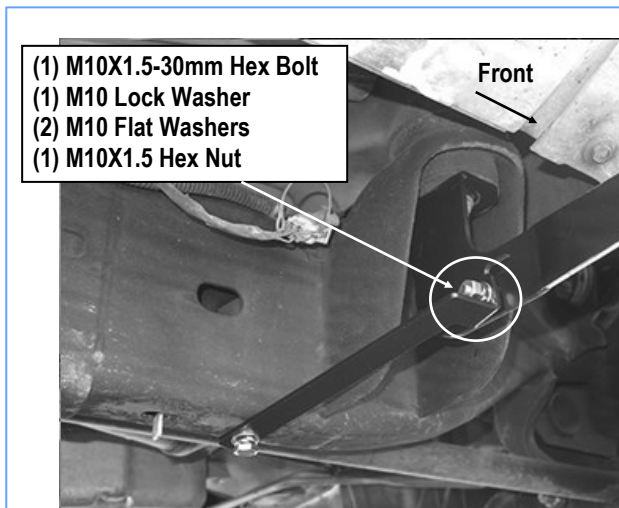 (1) M10X1.5-30mm Hex Bolt
(1) M10 Lock Washer
(2) M10 Flat Washers
(1) M10X1.5 Hex Nut
Front